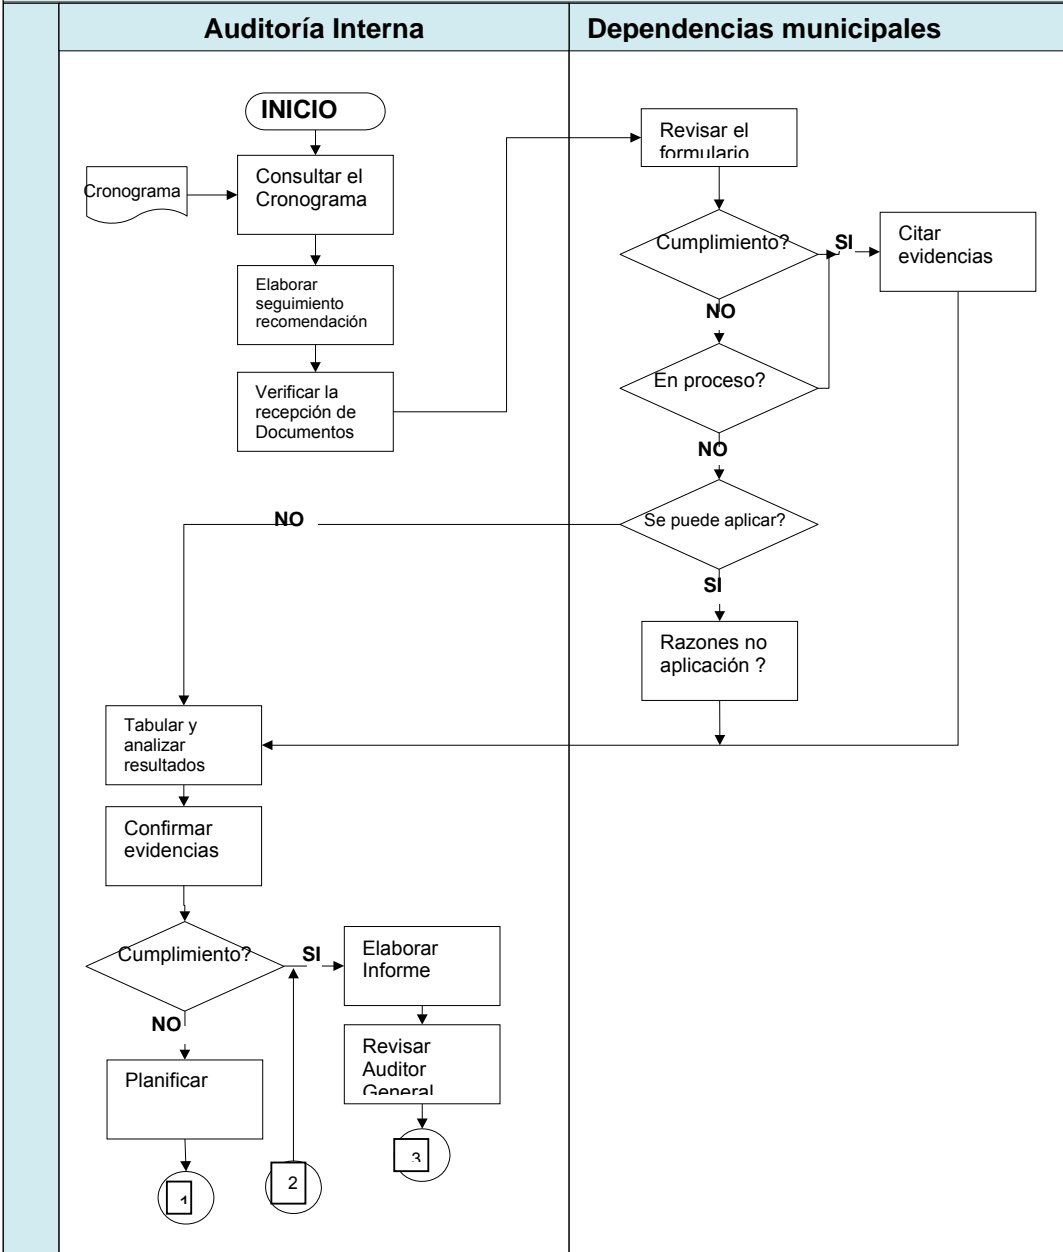 Auditoría Interna
Dependencias municipales
INICIO
Cronograma
Consultar el
Cronograma
Elaborar
seguimiento
recomendación
Verificar la
recepción de
Documentos
Revisar el
formulario
Cumplimiento?
SI
Citar
evidencias
NO
En proceso?
NO
Se puede aplicar?
NO
SI
Razones no
aplicación ?
Tabular y
analizar
resultados
Confirmar
evidencias
Cumplimiento?
SI
Elaborar
Informe
NO
Revisar
Auditor
General
Planificar
1
2
3